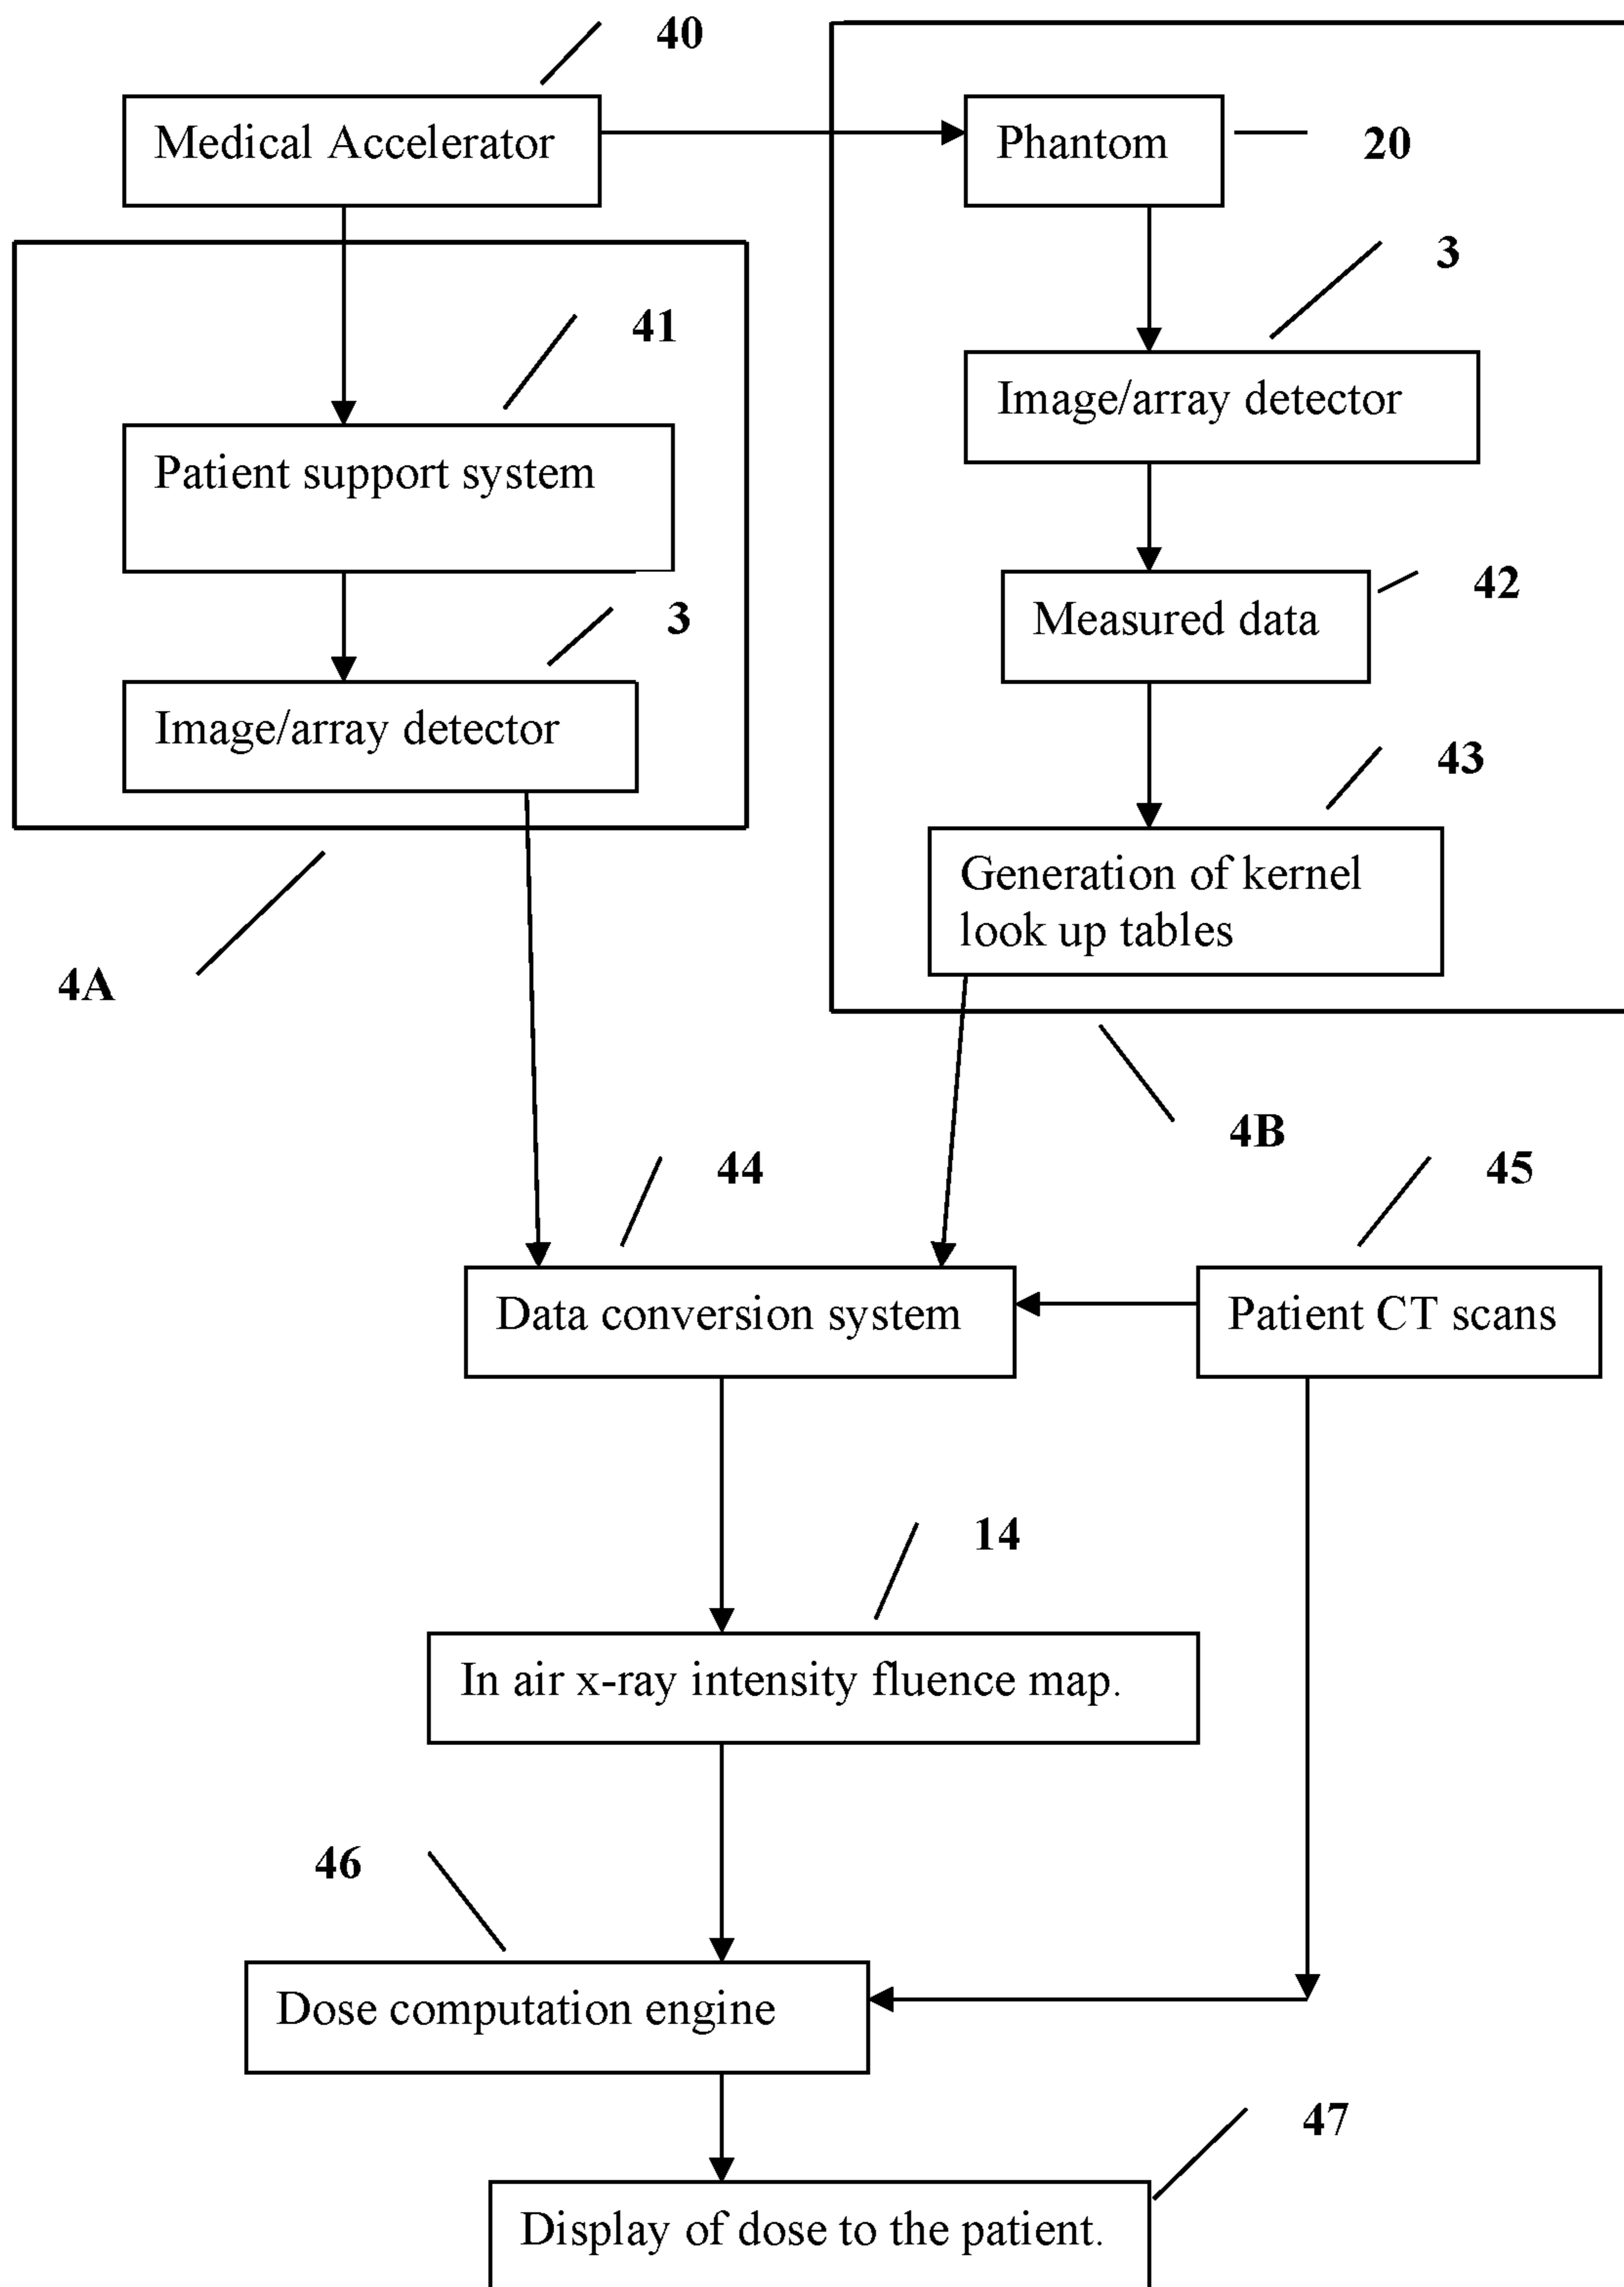 40
Medical Accelerator
Phantom
20
3
Image/array detector
41
Patient support system
42
Measured data
3
Image/array detector
43
Generation of kernel
look up tables
4A
4B
44
45
Data conversion system
Patient CT scans
14
In air x-ray intensity fluence map.
46
Dose computation engine
47
Display of dose to the patient.